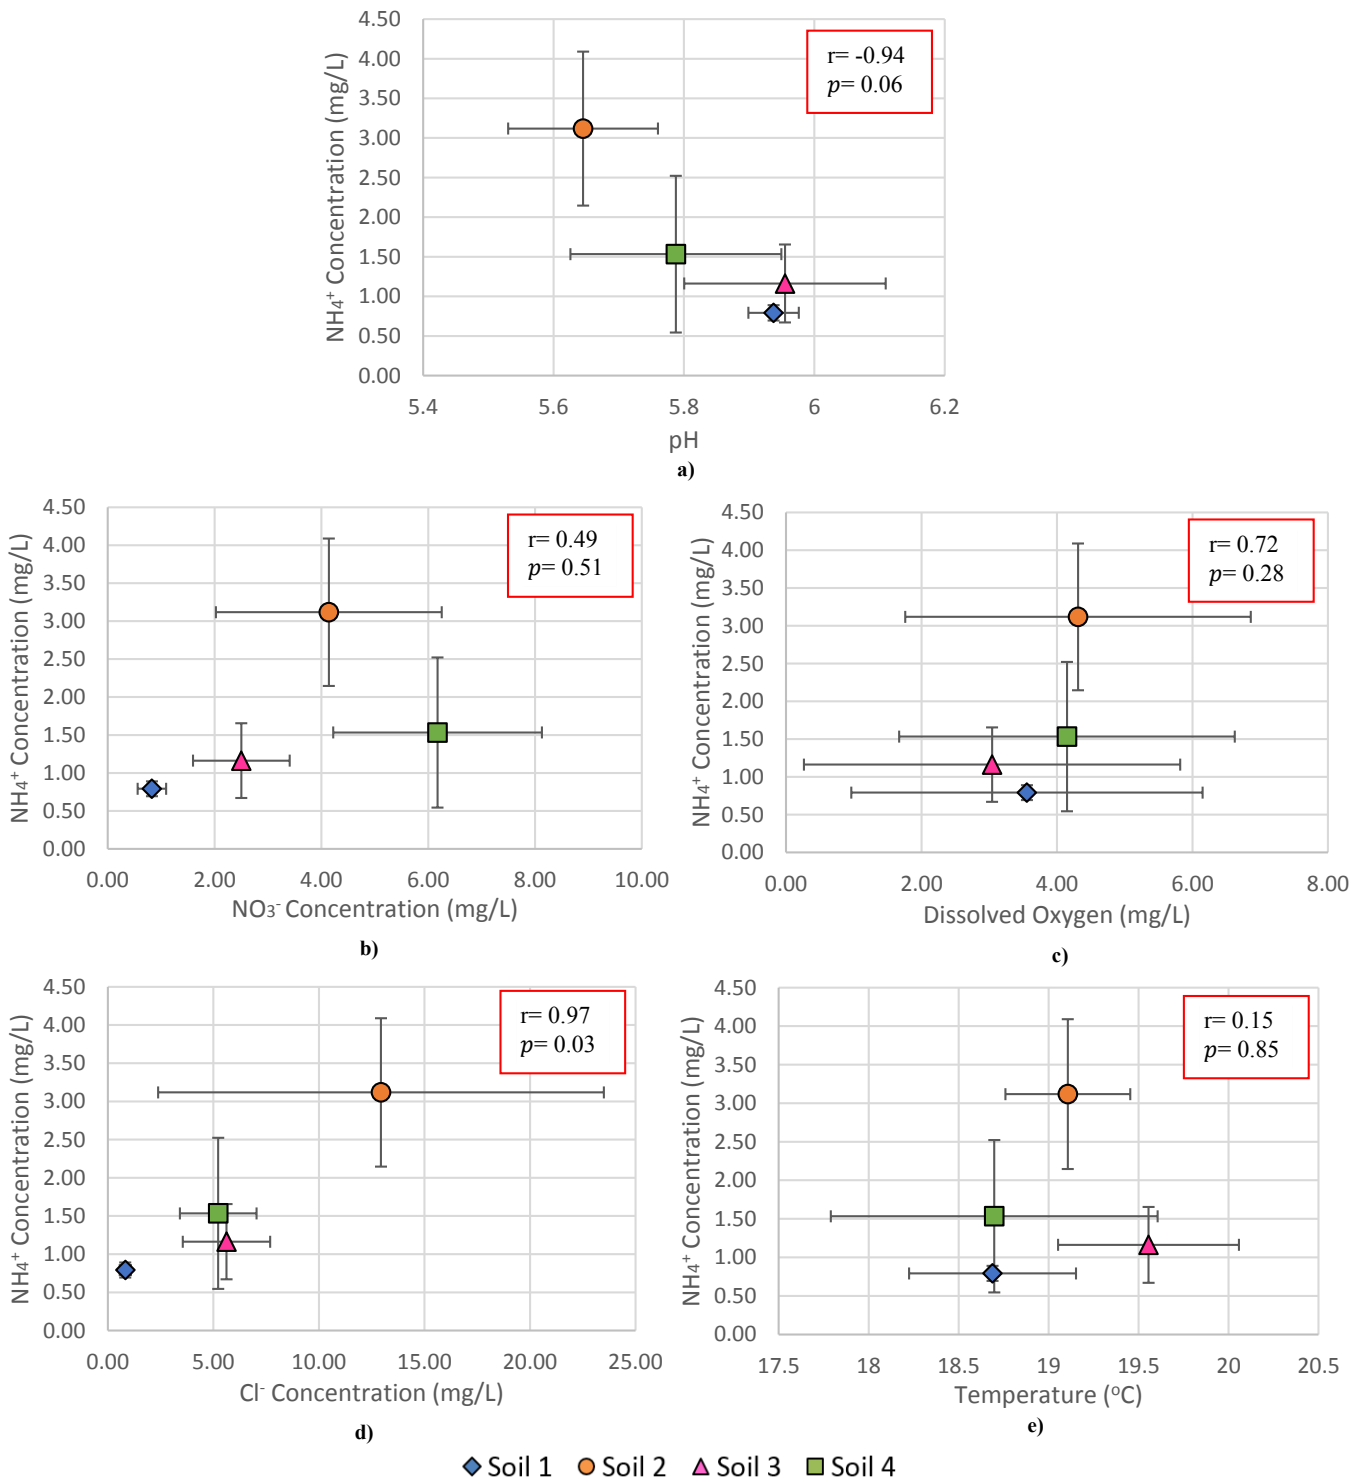 4.50
4.00
3.50
3.00
2.50
2.00
1.50
1.00
0.50
0.00
NH₄⁺ Concentration (mg/L)
r= -0.94
p= 0.06
5.4 5.6 5.8 6 6.2
pH
a)
4.50
4.00
3.50
3.00
2.50
2.00
1.50
1.00
0.50
0.00
NH₄⁺ Concentration (mg/L)
r= 0.49
p= 0.51
0.00 2.00 4.00 6.00 8.00 10.00
NO₃⁻ Concentration (mg/L)
b)
4.50
4.00
3.50
3.00
2.50
2.00
1.50
1.00
0.50
0.00
NH₄⁺ Concentration (mg/L)
r= 0.72
p= 0.28
0.00 2.00 4.00 6.00 8.00
Dissolved Oxygen (mg/L)
c)
4.50
4.00
3.50
3.00
2.50
2.00
1.50
1.00
0.50
0.00
NH₄⁺ Concentration (mg/L)
r= 0.97
p= 0.03
0.00 5.00 10.00 15.00 20.00 25.00
Cl⁻ Concentration (mg/L)
d)
4.50
4.00
3.50
3.00
2.50
2.00
1.50
1.00
0.50
0.00
NH₄⁺ Concentration (mg/L)
r= 0.15
p= 0.85
17.5 18 18.5 19 19.5 20 20.5
Temperature (ºC)
e)
Soil 1 Soil 2 Soil 3 Soil 4